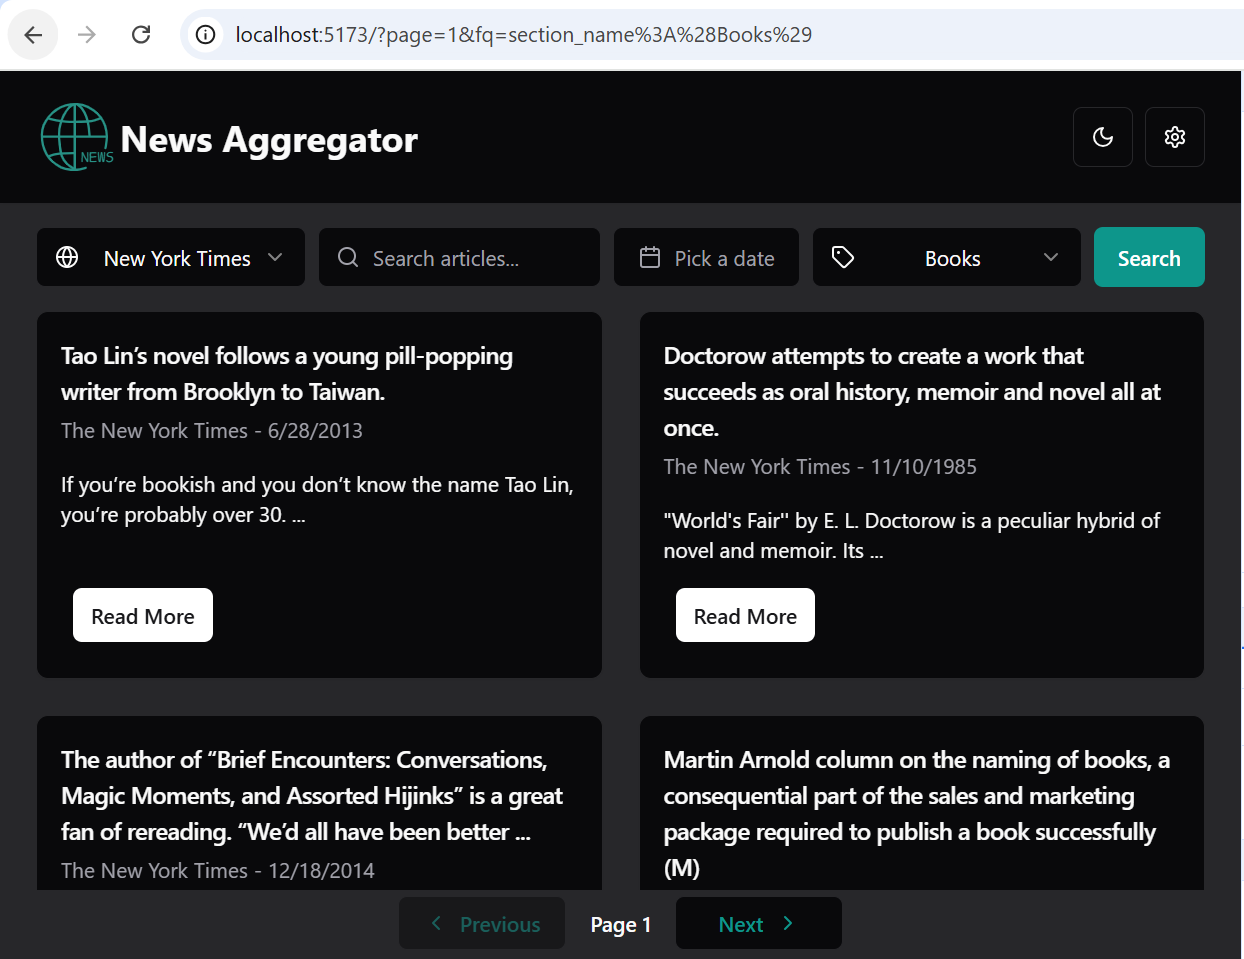 localhost:5173/?page=1&fq=section_name%3A%28Books%29
NEWS
News Aggregator
New York Times
Search articles...
Pick a date
Books
Search
Tao Lin’s novel follows a young pill-popping
writer from Brooklyn to Taiwan.
The New York Times - 6/28/2013
If you’re bookish and you don’t know the name Tao Lin,
you’re probably over 30. ...
Read More
Doctorow attempts to create a work that
succeeds as oral history, memoir and novel all at
once.
The New York Times - 11/10/1985
"World's Fair'' by E. L. Doctorow is a peculiar hybrid of
novel and memoir. Its ...
Read More
The author of “Brief Encounters: Conversations,
Magic Moments, and Assorted Hijinks” is a great
fan of rereading. “We’d all have been better ...
The New York Times - 12/18/2014
Martin Arnold column on the naming of books, a
consequential part of the sales and marketing
package required to publish a book successfully
(M)
Previous
Page 1
Next